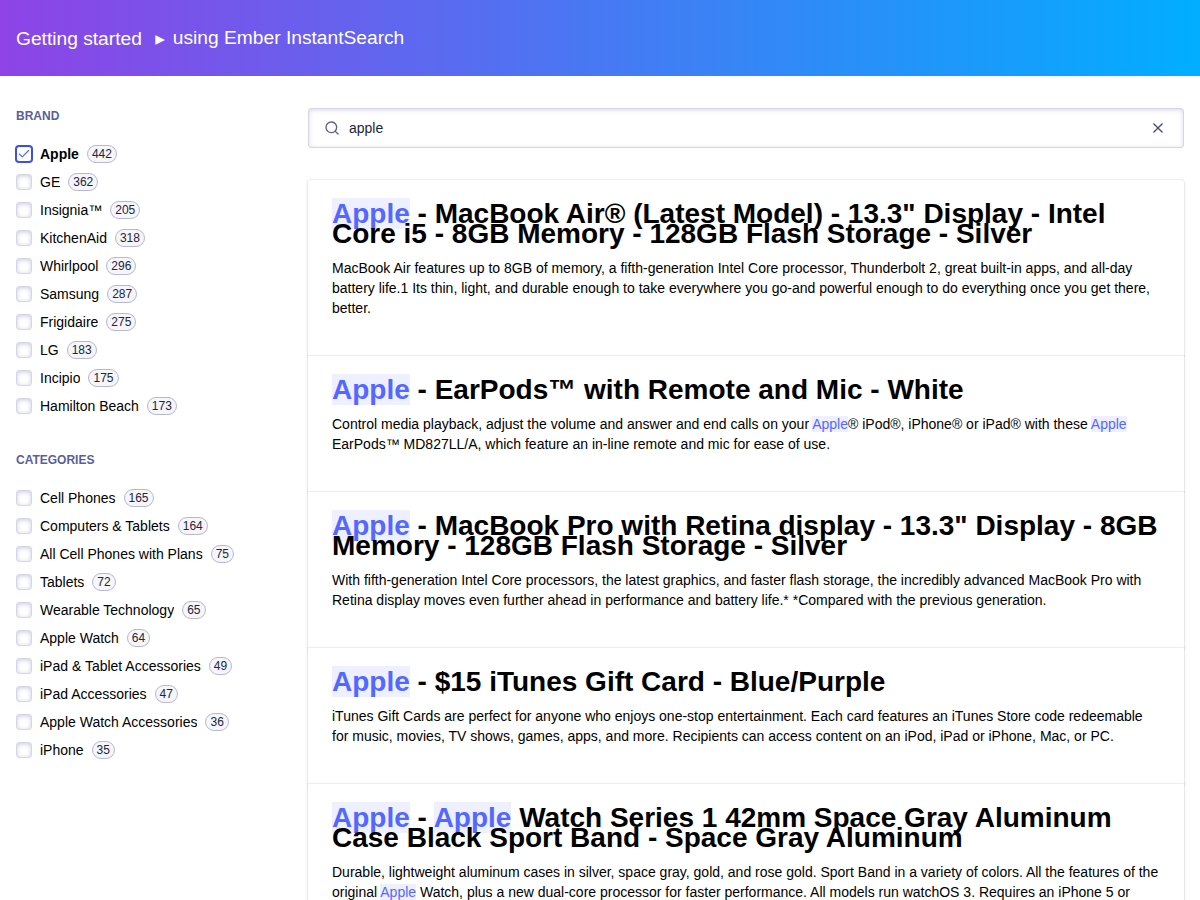 Getting started ▸ using Ember InstantSearch
BRAND
Apple 442
GE 362
Insignia™ 205
KitchenAid 318
Whirlpool 296
Samsung 287
Frigidaire 275
LG 183
Incipio 175
Hamilton Beach 173
CATEGORIES
Cell Phones 165
Computers & Tablets 164
All Cell Phones with Plans 75
Tablets 72
Wearable Technology 65
Apple Watch 64
iPad & Tablet Accessories 49
iPad Accessories 47
Apple Watch Accessories 36
iPhone 35
apple
Apple - MacBook Air® (Latest Model) - 13.3" Display - Intel
Core i5 - 8GB Memory - 128GB Flash Storage - Silver
MacBook Air features up to 8GB of memory, a fifth-generation Intel Core processor, Thunderbolt 2, great built-in apps, and all-day
battery life.1 Its thin, light, and durable enough to take everywhere you go-and powerful enough to do everything once you get there,
better.
Apple - EarPods™ with Remote and Mic - White
Control media playback, adjust the volume and answer and end calls on your Apple® iPod®, iPhone® or iPad® with these Apple
EarPods™ MD827LL/A, which feature an in-line remote and mic for ease of use.
Apple - MacBook Pro with Retina display - 13.3" Display - 8GB
Memory - 128GB Flash Storage - Silver
With fifth-generation Intel Core processors, the latest graphics, and faster flash storage, the incredibly advanced MacBook Pro with
Retina display moves even further ahead in performance and battery life.* *Compared with the previous generation.
Apple - $15 iTunes Gift Card - Blue/Purple
iTunes Gift Cards are perfect for anyone who enjoys one-stop entertainment. Each card features an iTunes Store code redeemable
for music, movies, TV shows, games, apps, and more. Recipients can access content on an iPod, iPad or iPhone, Mac, or PC.
Apple - Apple Watch Series 1 42mm Space Gray Aluminum
Case Black Sport Band - Space Gray Aluminum
Durable, lightweight aluminum cases in silver, space gray, gold, and rose gold. Sport Band in a variety of colors. All the features of the
original Apple Watch, plus a new dual-core processor for faster performance. All models run watchOS 3. Requires an iPhone 5 or